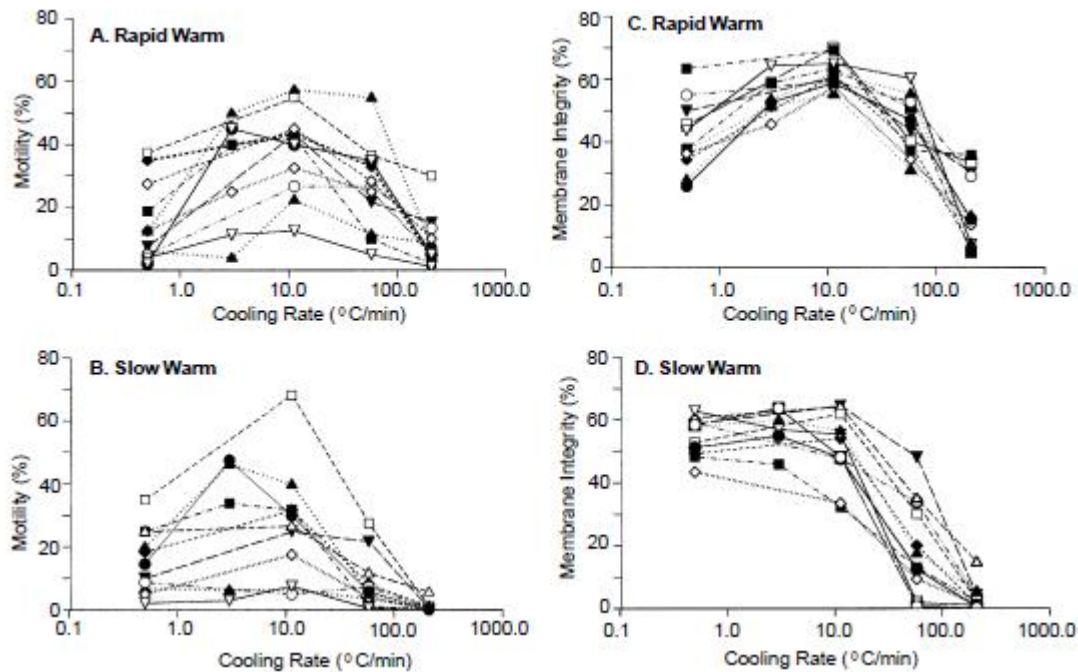 A. Rapid Warm
80
60
40
20
0
Motility (%)
0.1 1.0 10.0 100.0 1000.0
Cooling Rate (°C/min)
C. Rapid Warm
80
60
40
20
0
Membrane Integrity (%)
0.1 1.0 10.0 100.0 1000.0
Cooling Rate (°C/min)
B. Slow Warm
80
60
40
20
0
Motility (%)
0.1 1.0 10.0 100.0 1000.0
Cooling Rate (°C/min)
D. Slow Warm
80
60
40
20
0
Membrane Integrity (%)
0.1 1.0 10.0 100.0 1000.0
Cooling Rate (°C/min)